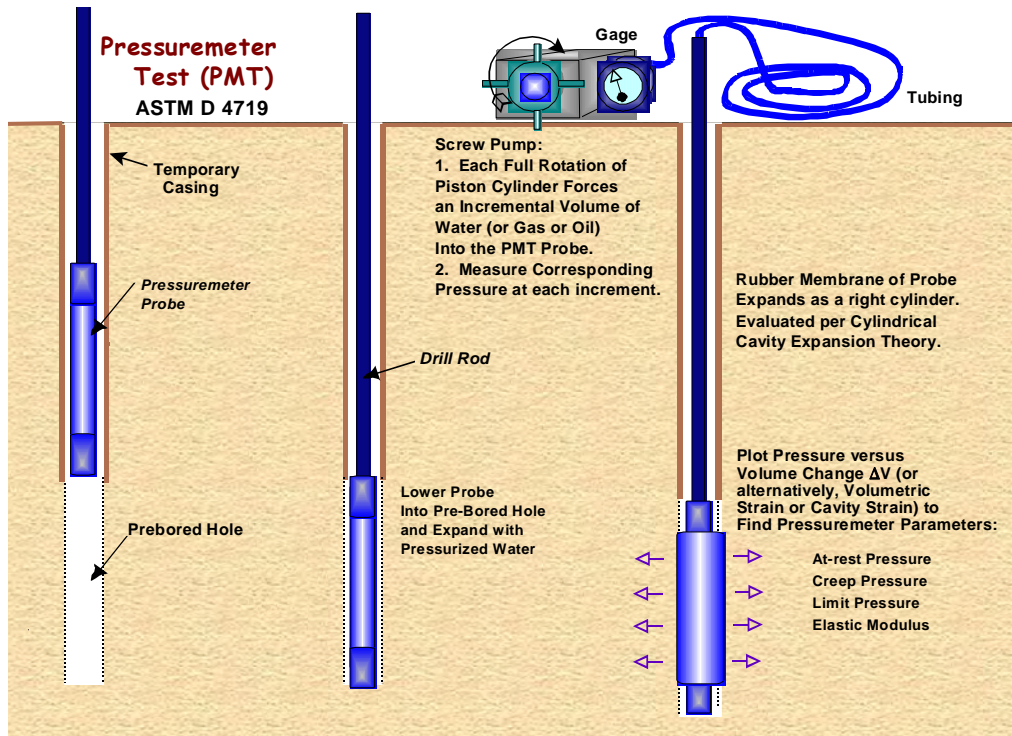 Pressuremeter
Test (PMT)
ASTM D 4719
Gage
Tubing
Temporary
Casing
Pressuremeter
Probe
Prebored Hole
Drill Rod
Lower Probe
Into Pre-Bored Hole
and Expand with
Pressurized Water
Screw Pump:
1. Each Full Rotation of
Piston Cylinder Forces
an Incremental Volume of
Water (or Gas or Oil)
Into the PMT Probe.
2. Measure Corresponding
Pressure at each increment.
Rubber Membrane of Probe
Expands as a right cylinder.
Evaluated per Cylindrical
Cavity Expansion Theory.
Plot Pressure versus
Volume Change ΔV (or
alternatively, Volumetric
Strain or Cavity Strain) to
Find Pressuremeter Parameters:
At-rest Pressure
Creep Pressure
Limit Pressure
Elastic Modulus